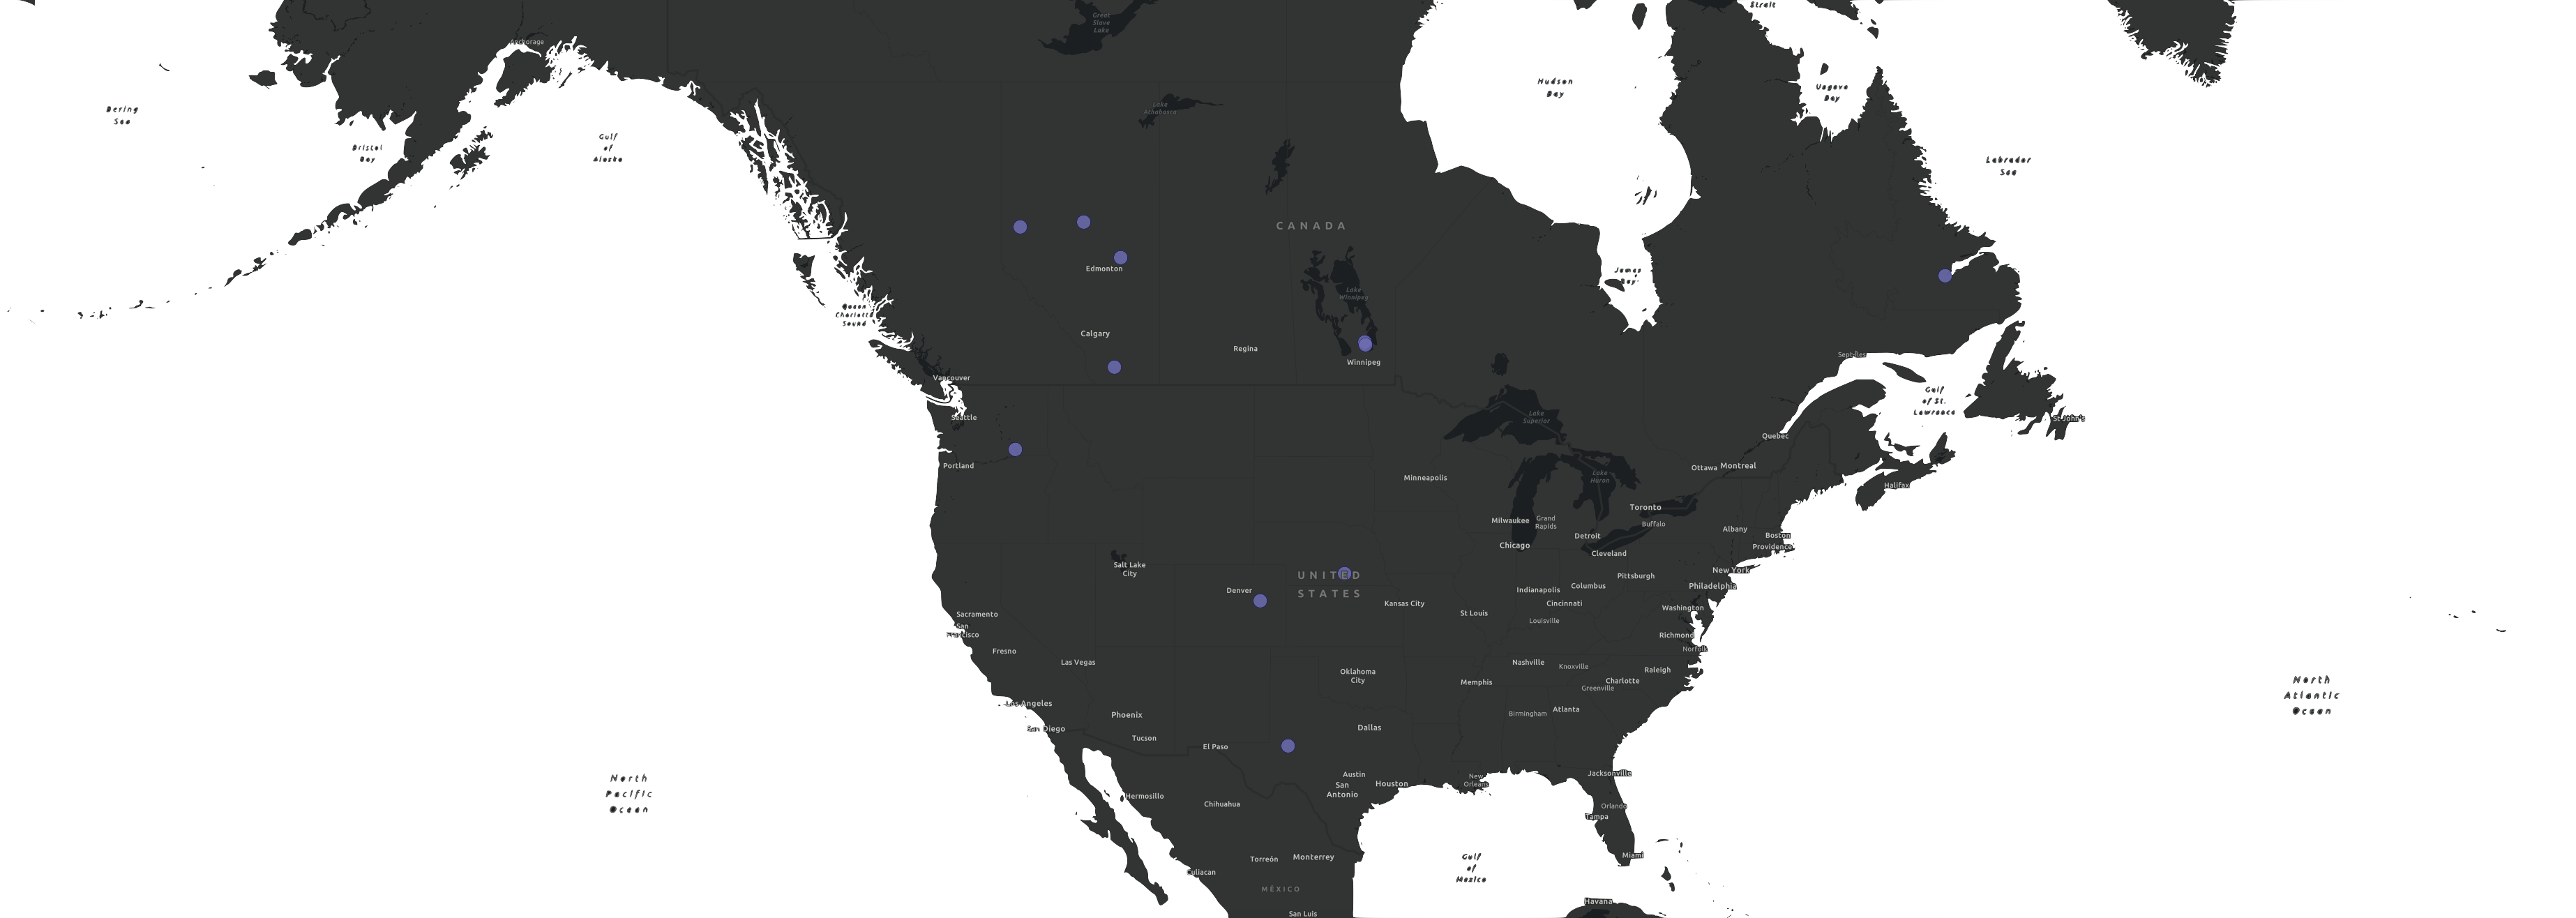 Great
Slave
Lake
Strait
Anchorage
Hudson
Bay
Ungava
Bay
Lake
Athabasca
Bering
Sea
Gulf
of
Alaska
Bristol
Bay
Labrador
Sea
CANADA
Edmonton
James
Bay
Lake
Winnipeg
Queen
Charlotte
Sound
Calgary
Regina
Winnipeg
Sept-Îles
Vancouver
Gulf
of St.
Lawrence
Seattle
Lake
Superior
St. John's
Quebec
Portland
Ottawa
Montreal
Minneapolis
Lake
Huron
Halifax
Toronto
Milwaukee
Grand
Rapids
Buffalo
Albany
Boston
Detroit
Chicago
Providence
Cleveland
Salt Lake
City
New York
UNITED
STATES
Pittsburgh
Denver
Indianapolis
Columbus
Philadelphia
Kansas City
Cincinnati
Washington
Sacramento
St Louis
Louisville
San
Francisco
Richmond
Fresno
Norfolk
Las Vegas
Nashville
Knoxville
Raleigh
Oklahoma
City
Memphis
Charlotte
Greenville
North
Atlantic
Ocean
Los Angeles
Phoenix
Birmingham
Atlanta
San Diego
Dallas
Tucson
El Paso
North
Pacific
Ocean
Austin
Jacksonville
New
Orleans
Houston
San
Antonio
Hermosillo
Chihuahua
Orlando
Tampa
Miami
Torreón
Monterrey
Gulf
of
Mexico
Culiacan
MÉXICO
Havana
San Luis